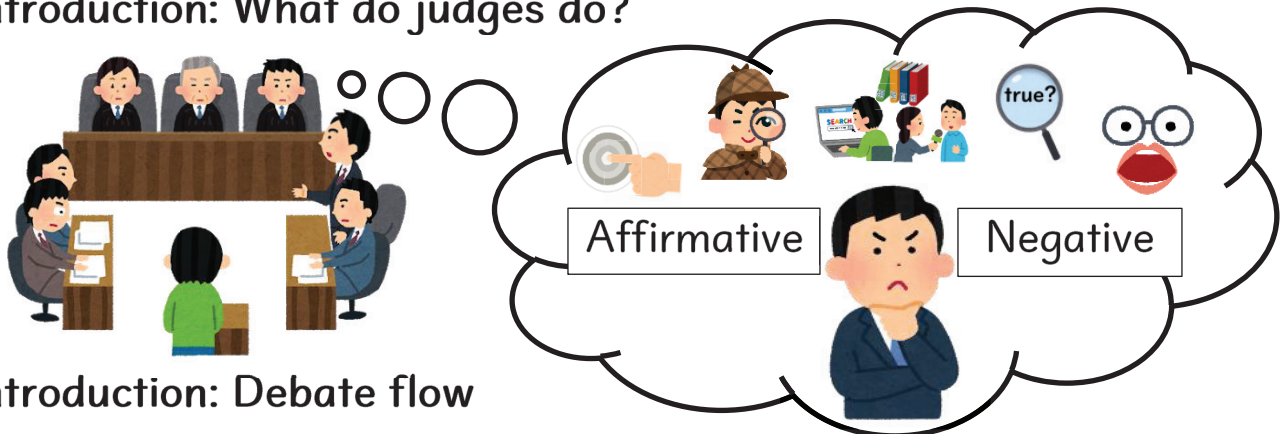 ntroduction: What do judges do?
true?
SEARCH
Affirmative
Negative
ntroduction: Debate flow